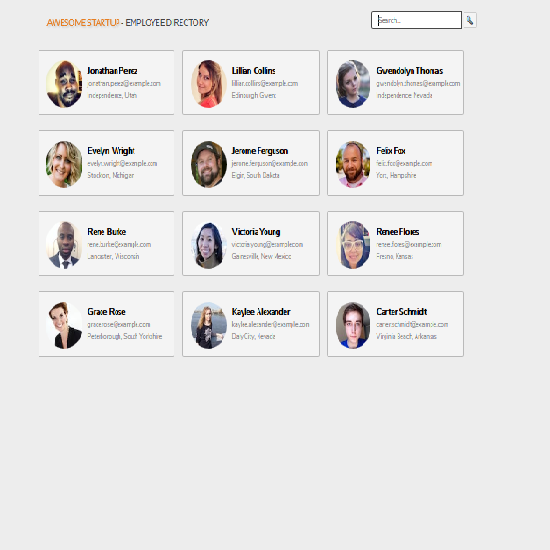 AWESOME STARTUP - EMPLOYEE DIRECTORY
Search...
Jonathan Perez
jonathan.perez@example.com
Independence, Utah
Lillian Collins
lillian.collins@example.com
Edinburgh, Gwent
Gwendolyn Thomas
gwendolyn.thomas@example.com
Independence, Nevada
Evelyn Wright
evelyn.wright@example.com
Stockton, Michigan
Jerome Ferguson
jerome.ferguson@example.com
Elgin, South Dakota
Felix Fox
felix.fox@example.com
York, Hampshire
Rene Burke
rene.burke@example.com
Lancaster, Wisconsin
Victoria Young
victoria.young@example.com
Gainesville, New Mexico
Renee Flores
renee.flores@example.com
Fresno, Kansas
Grace Rose
grace.rose@example.com
Peterborough, South Yorkshire
Kaylee Alexander
kaylee.alexander@example.com
Daly City, Nevada
Carter Schmidt
carter.schmidt@example.com
Virginia Beach, Arkansas